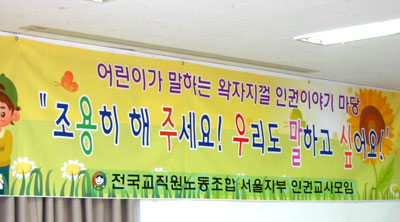 어린이가 말하는 왁자지껄 인권이야기 마당
"조용히 해 주세요! 우리도 말하고 싶어요!"
전국교직원노동조합 서울지부 인권교사모임